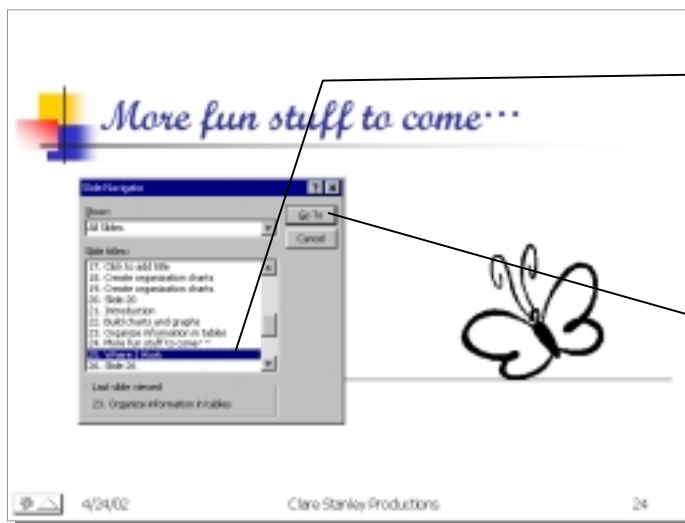 More fun stuff to come...
Slide Navigator
Show:
All Slides
Go To
Cancel
Slide titles:
17. Click to add title
18. Create organization charts
19. Create organization charts
20. Slide 20
21. Introduction
22. Build charts and graphs
23. Organize information in tables
24. More fun stuff to come...
25. Where I Work
26. Slide 26
Last slide viewed
23. Organize information in tables
4/24/02
Clare Stanley Productions
24